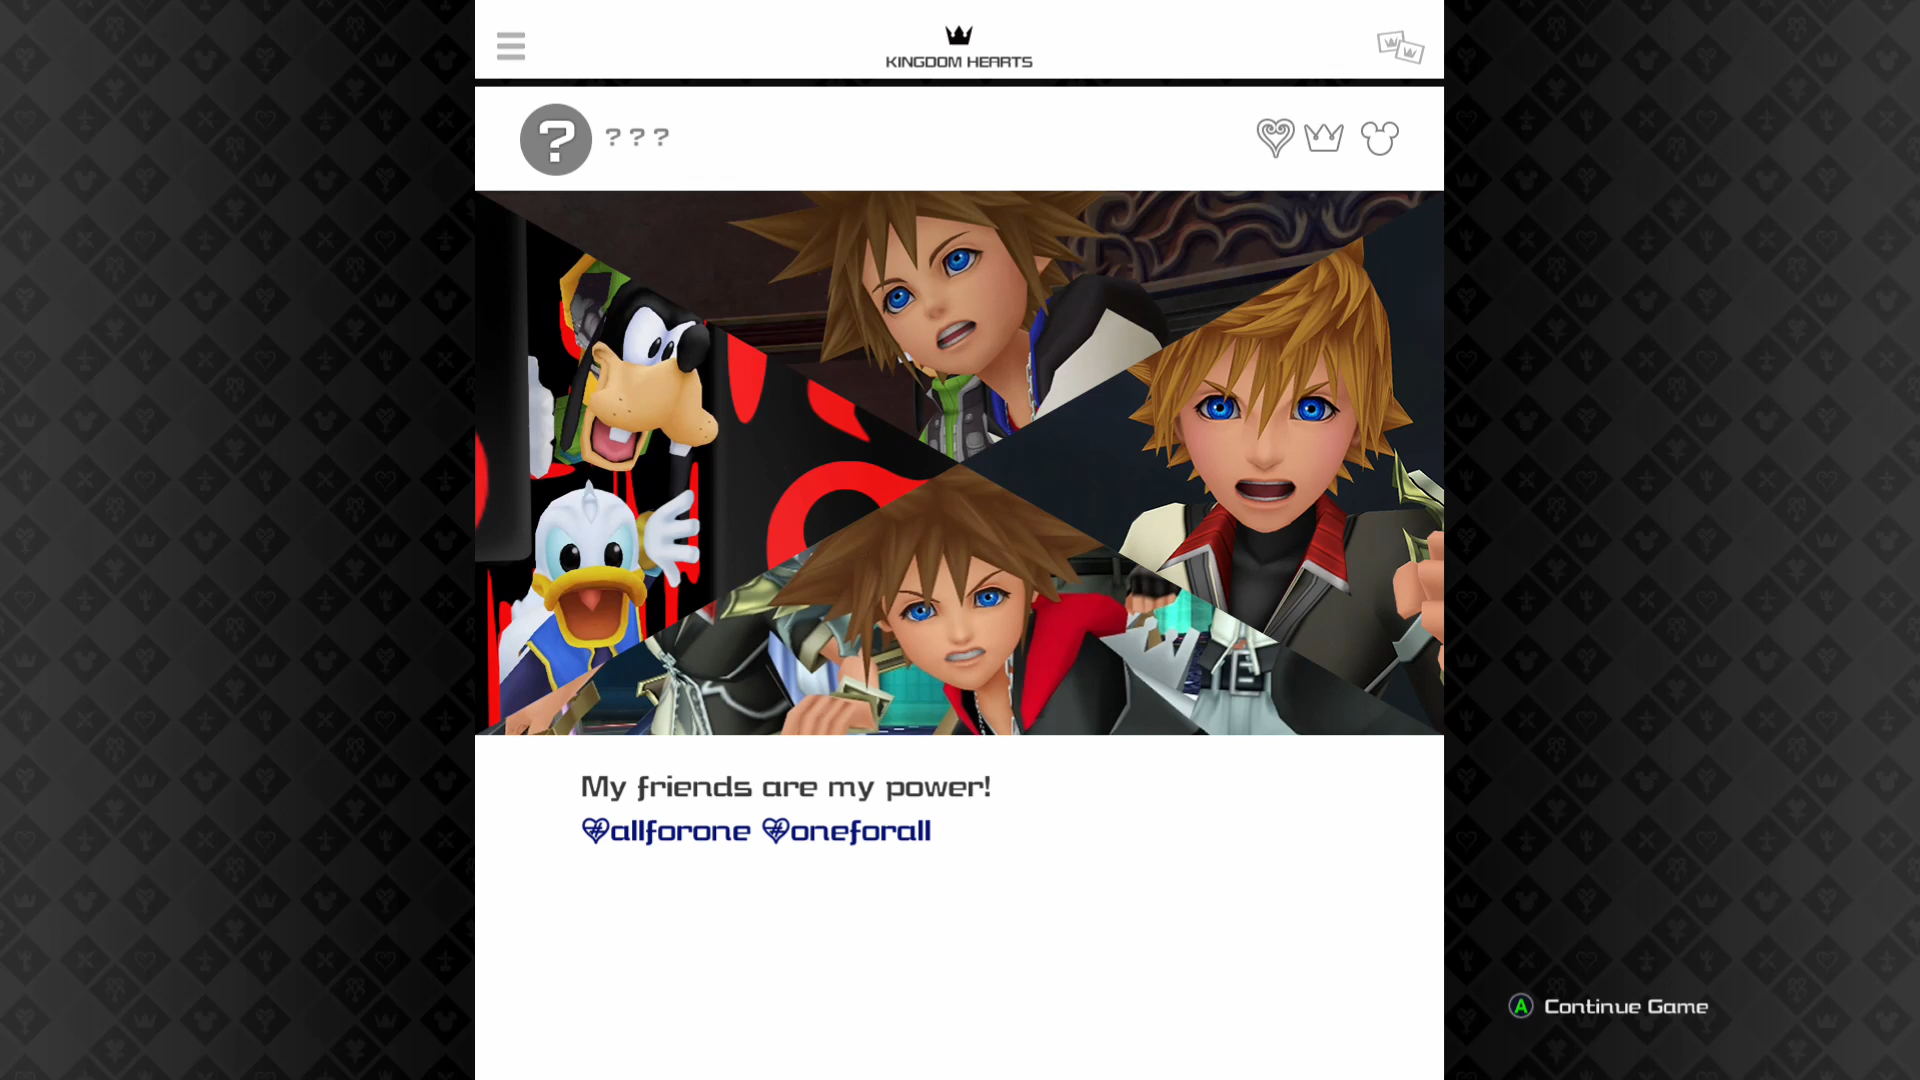 KINGDOM HEARTS
?
? ? ?
My friends are my power!
#allforone #oneforall
A Continue Game